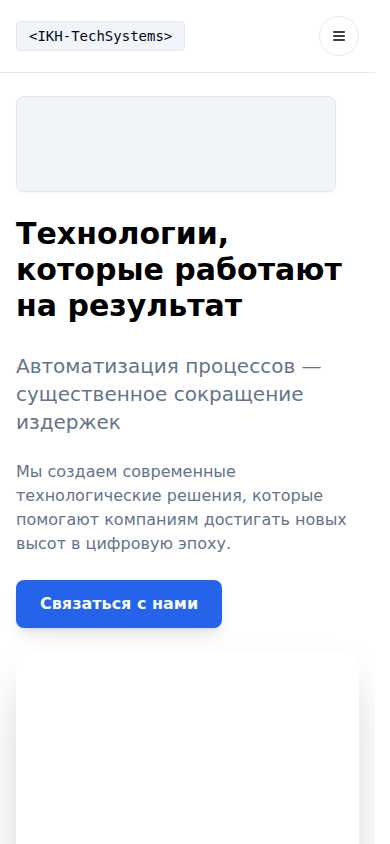 <IKH-TechSystems>
Технологии,
которые работают
на результат
Автоматизация процессов —
существенное сокращение
издержек
Мы создаем современные
технологические решения, которые
помогают компаниям достигать новых
высот в цифровую эпоху.
Связаться с нами